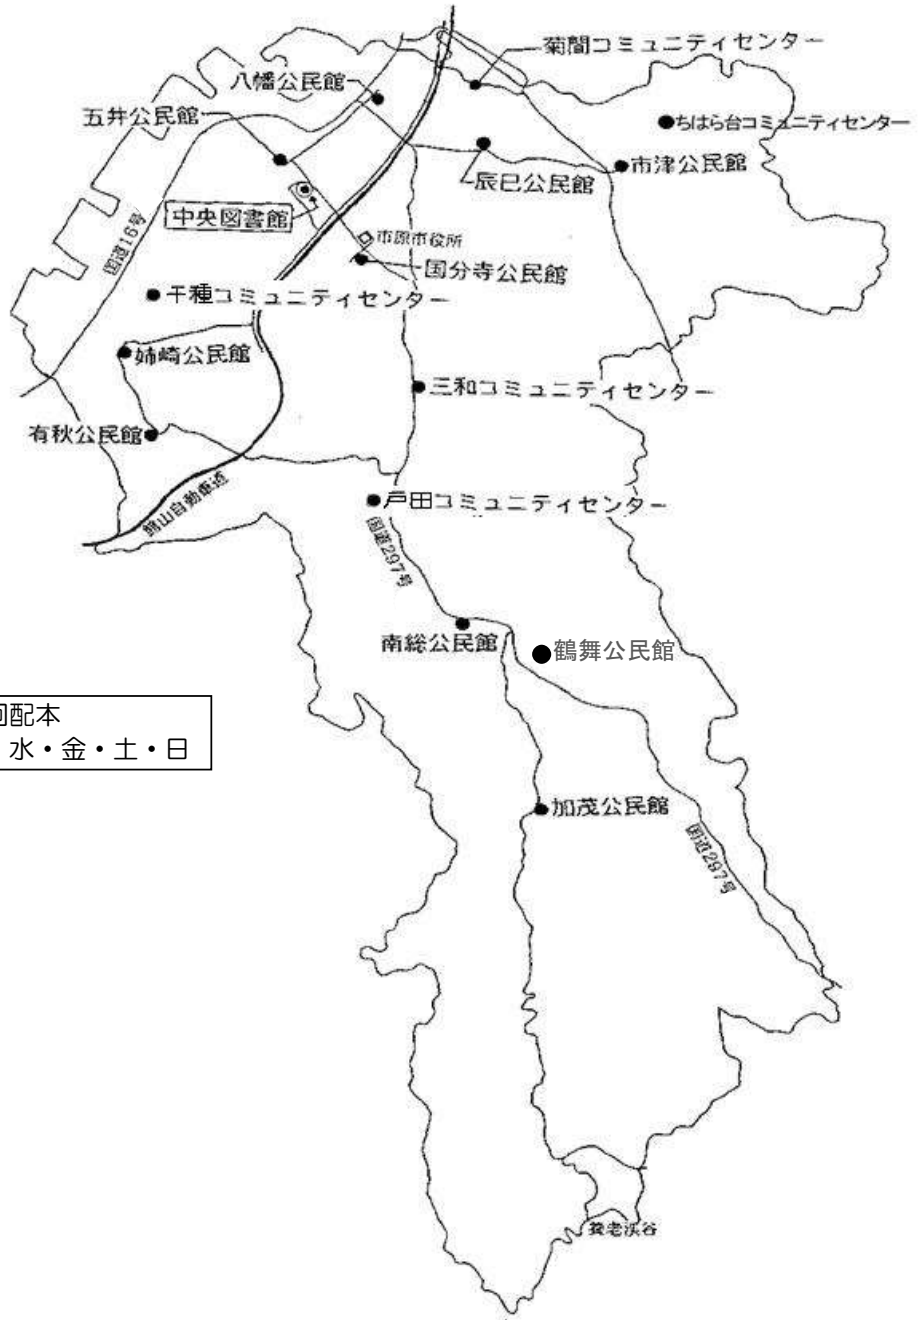 菊間コミュニティセンター
八幡公民館
五井公民館
ちはら台コミュニティセンター
市津公民館
辰巳公民館
中央図書館
市原市役所
国分寺公民館
国道16号
千種コミュニティセンター
姉崎公民館
三和コミュニティセンター
有秋公民館
館山自動車道
戸田コミュニティセンター
国道297号
南総公民館
鶴舞公民館
回配本
水・金・土・日
加茂公民館
国道297号
養老渓谷